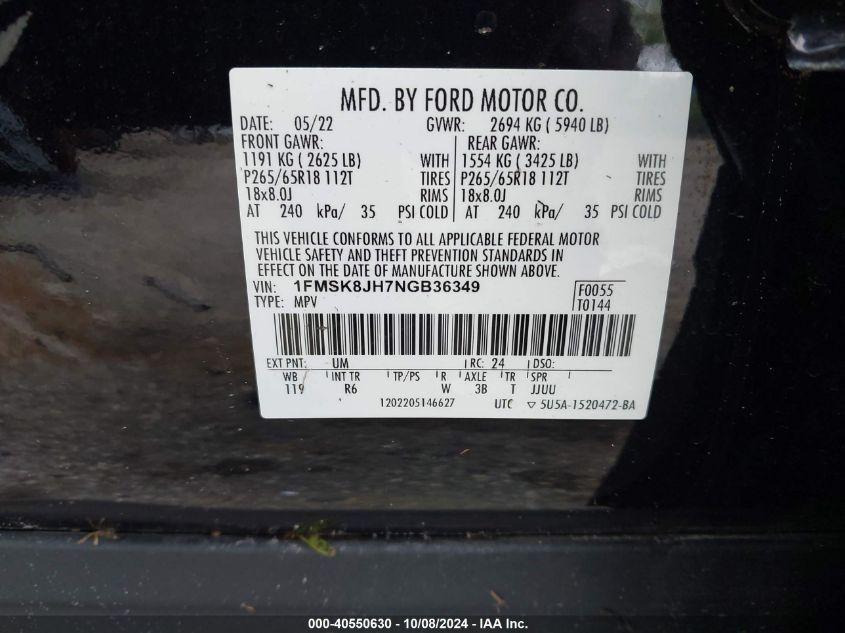 MFD. BY FORD MOTOR CO.
DATE: 05/22 GVWR: 2694 KG ( 5940 LB)
FRONT GAWR: REAR GAWR:
1191 KG ( 2625 LB) WITH 1554 KG ( 3425 LB) WITH
P265/65R18 112T TIRES P265/65R18 112T TIRES
18x8.0J RIMS 18x8.0J RIMS
AT 240 kPa/ 35 PSI COLD AT 240 kPa/ 35 PSI COLD
THIS VEHICLE CONFORMS TO ALL APPLICABLE FEDERAL MOTOR
VEHICLE SAFETY AND THEFT PREVENTION STANDARDS
IN EFFECT ON THE DATE OF MANUFACTURE SHOWN ABOVE.
VIN: 1FMSK8JH7NGB36349 F0055
TYPE: MPV T0144
EXT PNT: UM RC: 24 DSO:
WB INT TR TP/PS R AXLE TR SPR
119 R6 W 3B T JJUU
1202205146627 UTC ▽ 5U5A-1520472-BA
000-40550630 - 10/08/2024 - IAA Inc.